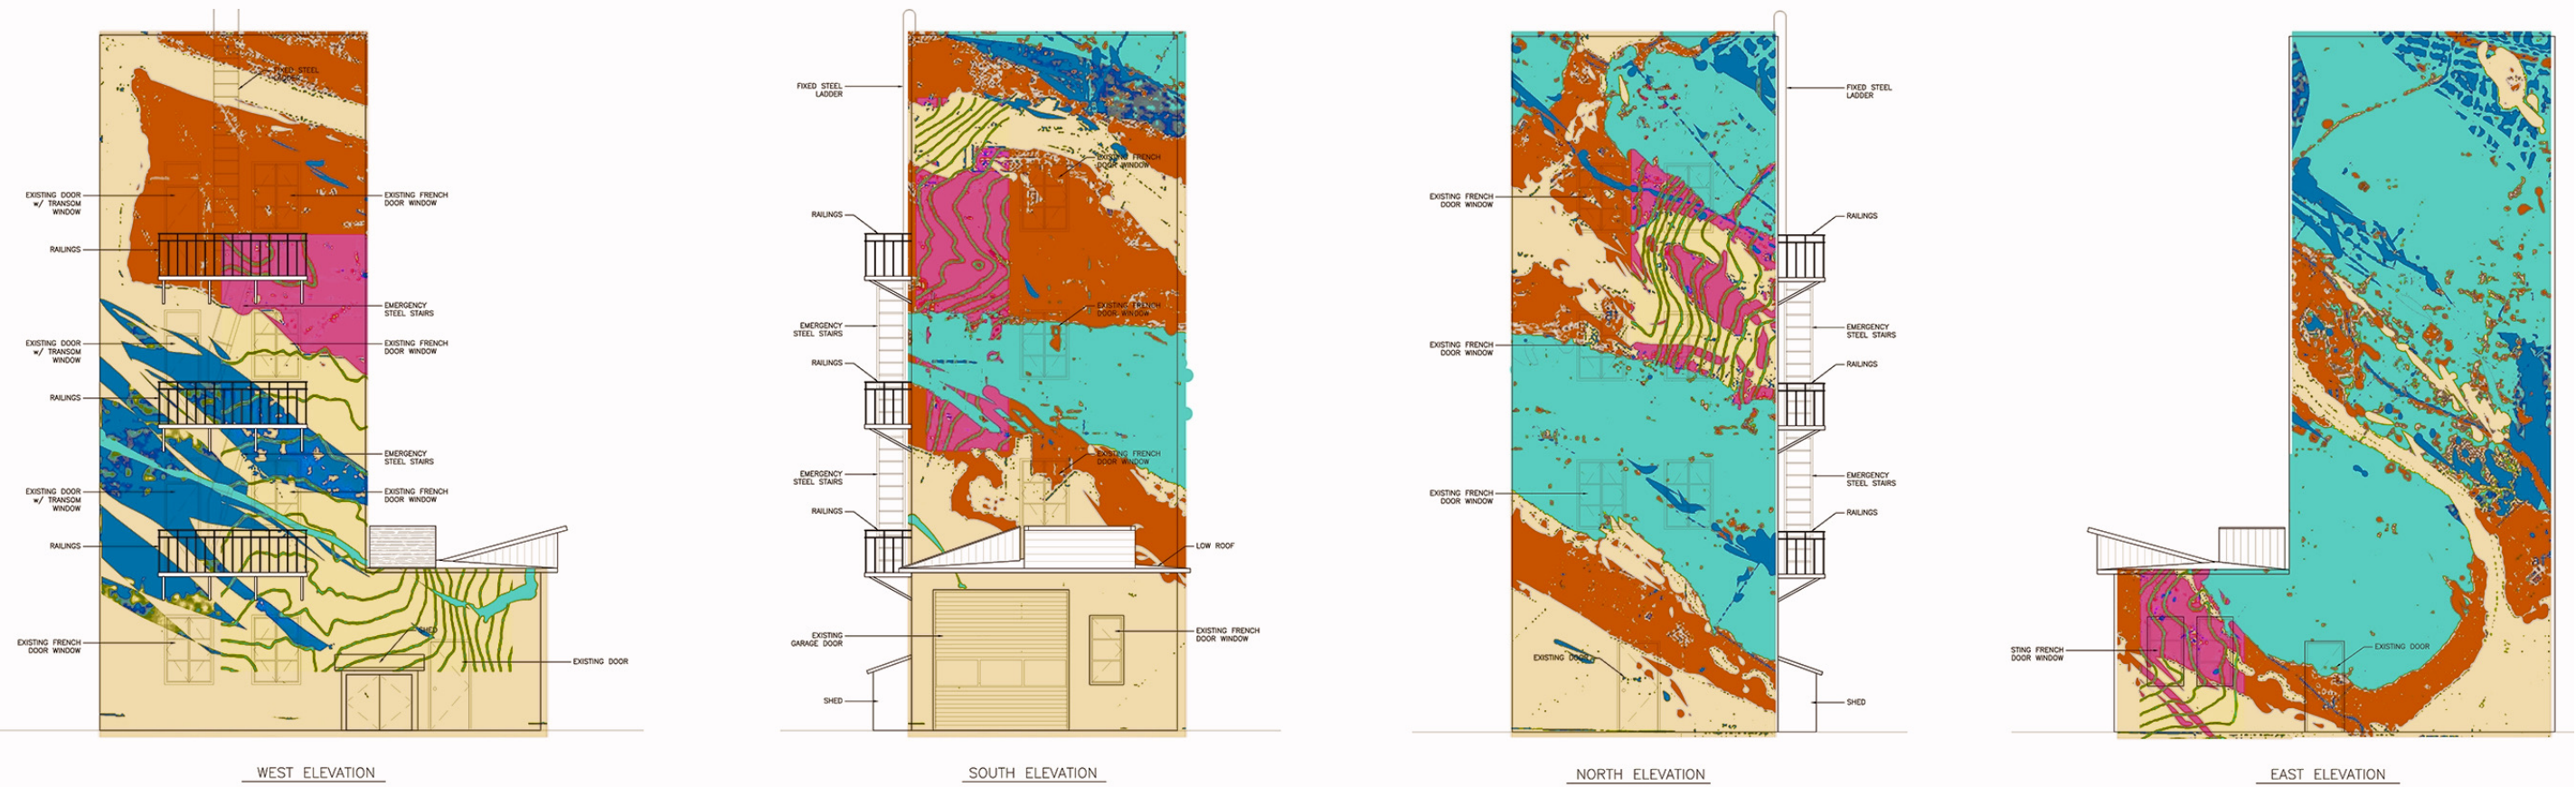 FIXED STEEL
LADDER
EXISTING DOOR
w/ TRANSOM
WINDOW
EXISTING FRENCH
DOOR WINDOW
RAILINGS
EMERGENCY
STEEL STAIRS
EXISTING DOOR
w/ TRANSOM
WINDOW
EXISTING FRENCH
DOOR WINDOW
RAILINGS
EMERGENCY
STEEL STAIRS
EXISTING DOOR
w/ TRANSOM
WINDOW
EXISTING FRENCH
DOOR WINDOW
RAILINGS
SHED
EXISTING FRENCH
DOOR WINDOW
EXISTING DOOR
WEST ELEVATION
FIXED STEEL
LADDER
EXISTING FRENCH
DOOR WINDOW
RAILINGS
EXISTING FRENCH
DOOR WINDOW
EMERGENCY
STEEL STAIRS
RAILINGS
EXISTING FRENCH
DOOR WINDOW
EMERGENCY
STEEL STAIRS
RAILINGS
LOW ROOF
EXISTING
GARAGE DOOR
EXISTING FRENCH
DOOR WINDOW
SHED
SOUTH ELEVATION
FIXED STEEL
LADDER
EXISTING FRENCH
DOOR WINDOW
RAILINGS
EMERGENCY
STEEL STAIRS
EXISTING FRENCH
DOOR WINDOW
RAILINGS
EMERGENCY
STEEL STAIRS
EXISTING FRENCH
DOOR WINDOW
RAILINGS
EXISTING DOOR
SHED
NORTH ELEVATION
STING FRENCH
DOOR WINDOW
EXISTING DOOR
EAST ELEVATION